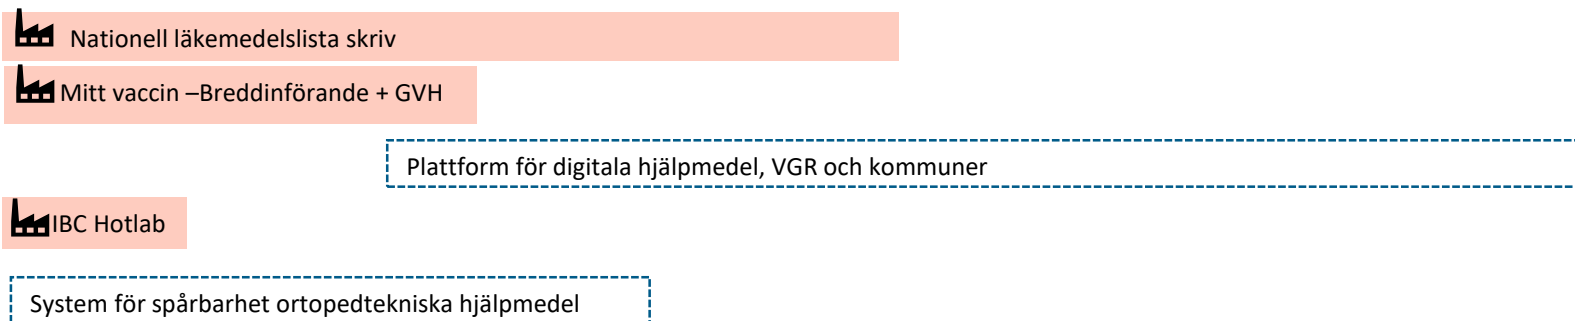 Nationell läkemedelslista skriv
Mitt vaccin –Breddinförande + GVH
Plattform för digitala hjälpmedel, VGR och kommuner
IBC Hotlab
System för spårbarhet ortopedtekniska hjälpmedel